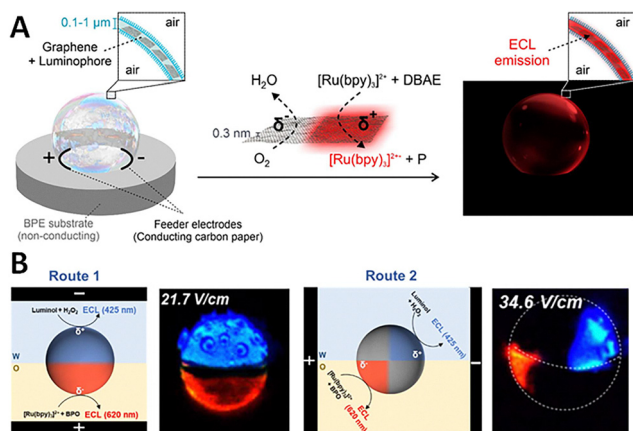 A
0.1-1 μm
air
Graphene
+ Luminophore
air
+
-
BPE substrate
(non-conducting)
Feeder electrodes
(Conducting carbon paper)
H₂O
[Ru(bpy)₃]²⁺ + DBAE
δ⁻
δ⁺
0.3 nm
O₂
[Ru(bpy)₃]²⁺* + P
ECL
emission
air
air
B
Route 1
–
Luminol + H₂O₂
ECL (425 nm)
δ⁺
W
O
δ⁻
[Ru(bpy)₃]²⁺ + BPO
ECL (620 nm)
+
21.7 V/cm
Route 2
Luminol
+ H₂O₂
ECL (425 nm)
δ⁺
+
W
O
δ⁻
–
[Ru(bpy)₃]²⁺
+ BPO
ECL
(620 nm)
34.6 V/cm